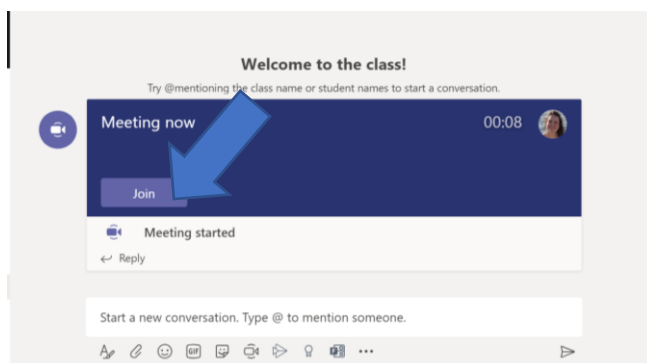 Welcome to the class!
Try @mentioning the class name or student names to start a conversation.
Meeting now
00:08
Join
Meeting started
Reply
Start a new conversation. Type @ to mention someone.
GIF